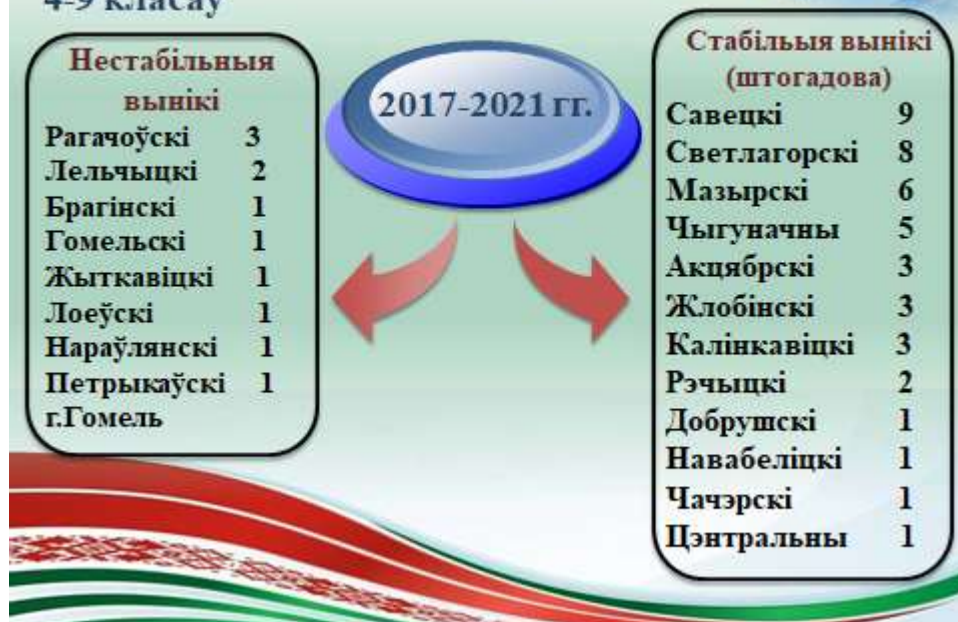 4-9 класаў
Нестабільныя
вынікі
Рагачоўскі 3
Лельчыцкі 2
Брагінскі 1
Гомельскі 1
Жыткавіцкі 1
Лоеўскі 1
Нараўлянскі 1
Петрыкаўскі 1
г.Гомель
2017-2021 гг.
Стабільыя вынікі
(штогадова)
Савецкі 9
Светлагорскі 8
Мазырскі 6
Чыгуначны 5
Акцябрскі 3
Жлобінскі 3
Калінкавіцкі 3
Рэчыцкі 2
Добрушскі 1
Навабеліцкі 1
Чачэрскі 1
Цэнтральны 1